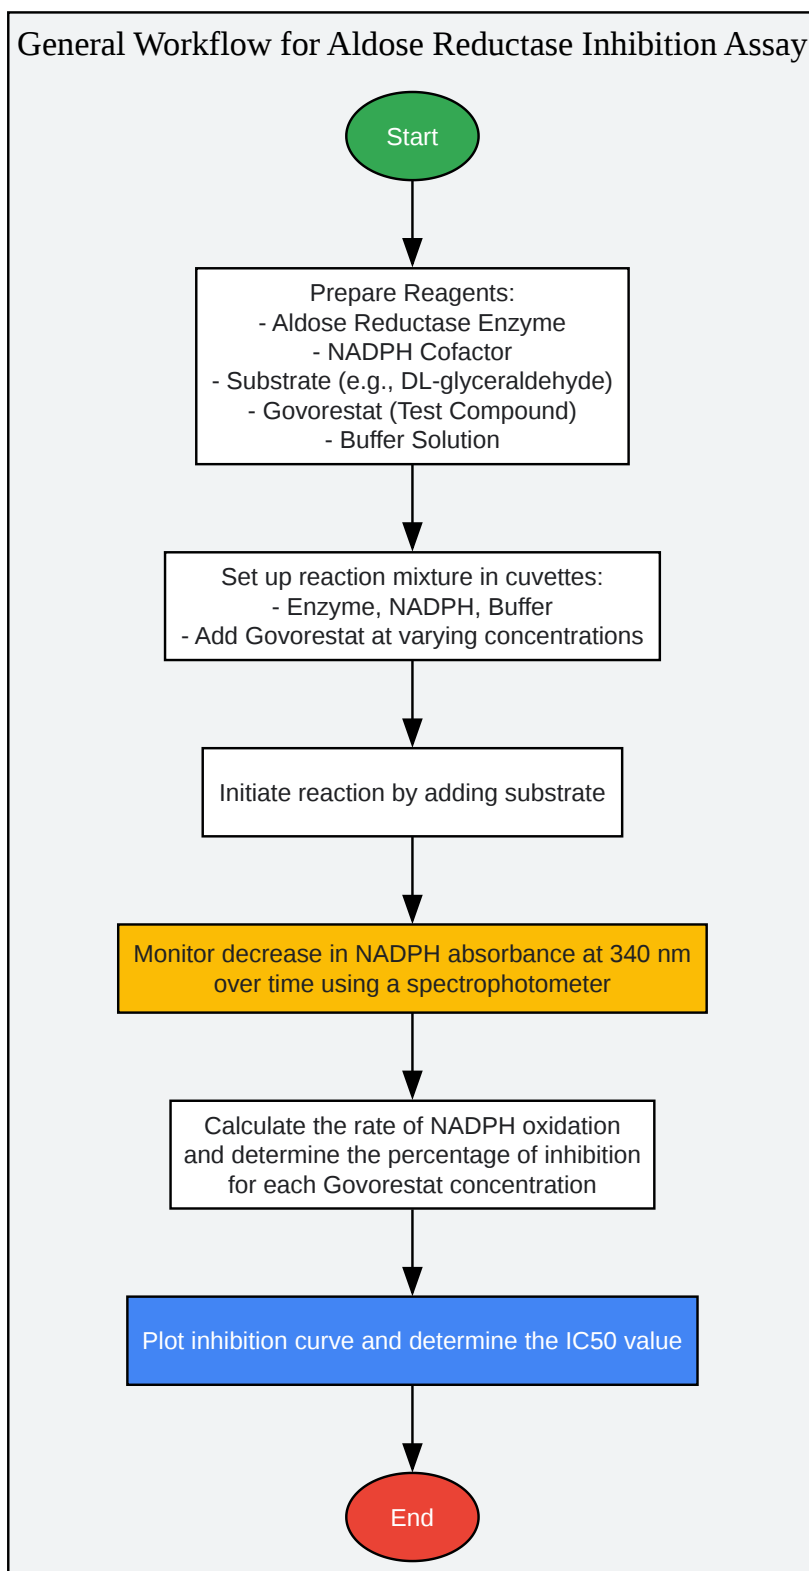 General Workflow for Aldose Reductase Inhibition Assay
Start
Prepare Reagents:
- Aldose Reductase Enzyme
- NADPH Cofactor
- Substrate (e.g., DL-glyceraldehyde)
- Govorestat (Test Compound)
- Buffer Solution
Set up reaction mixture in cuvettes:
- Enzyme, NADPH, Buffer
- Add Govorestat at varying concentrations
Initiate reaction by adding substrate
Monitor decrease in NADPH absorbance at 340 nm
over time using a spectrophotometer
Calculate the rate of NADPH oxidation
and determine the percentage of inhibition
for each Govorestat concentration
Plot inhibition curve and determine the IC50 value
End